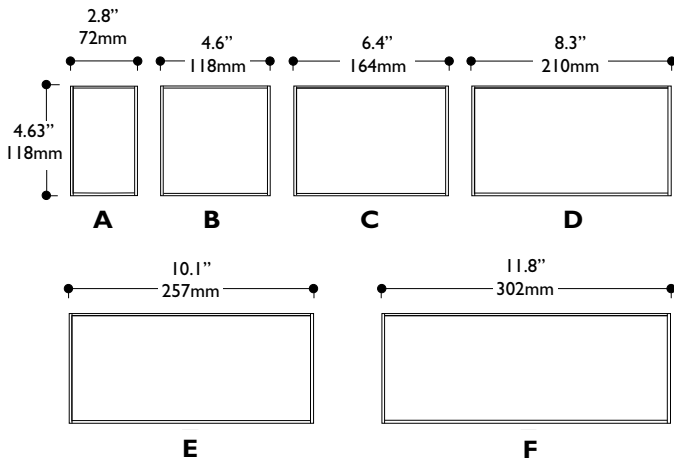 2.8”
72mm
4.6”
118mm
6.4”
164mm
8.3”
210mm
4.63”
118mm
A
B
C
D
10.1”
257mm
11.8”
302mm
E
F